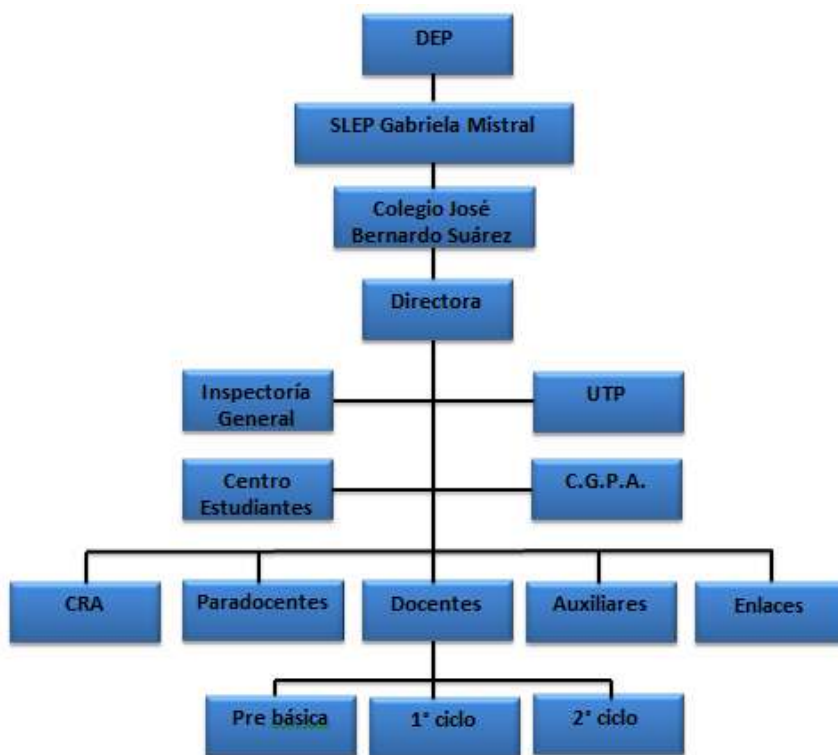 DEP
SLEP Gabriela Mistral
Colegio José
Bernardo Suárez
Directora
Inspectoría
General
UTP
Centro
Estudiantes
C.G.P.A.
CRA
Paradocentes
Docentes
Auxiliares
Enlaces
Pre básica
1° ciclo
2° ciclo